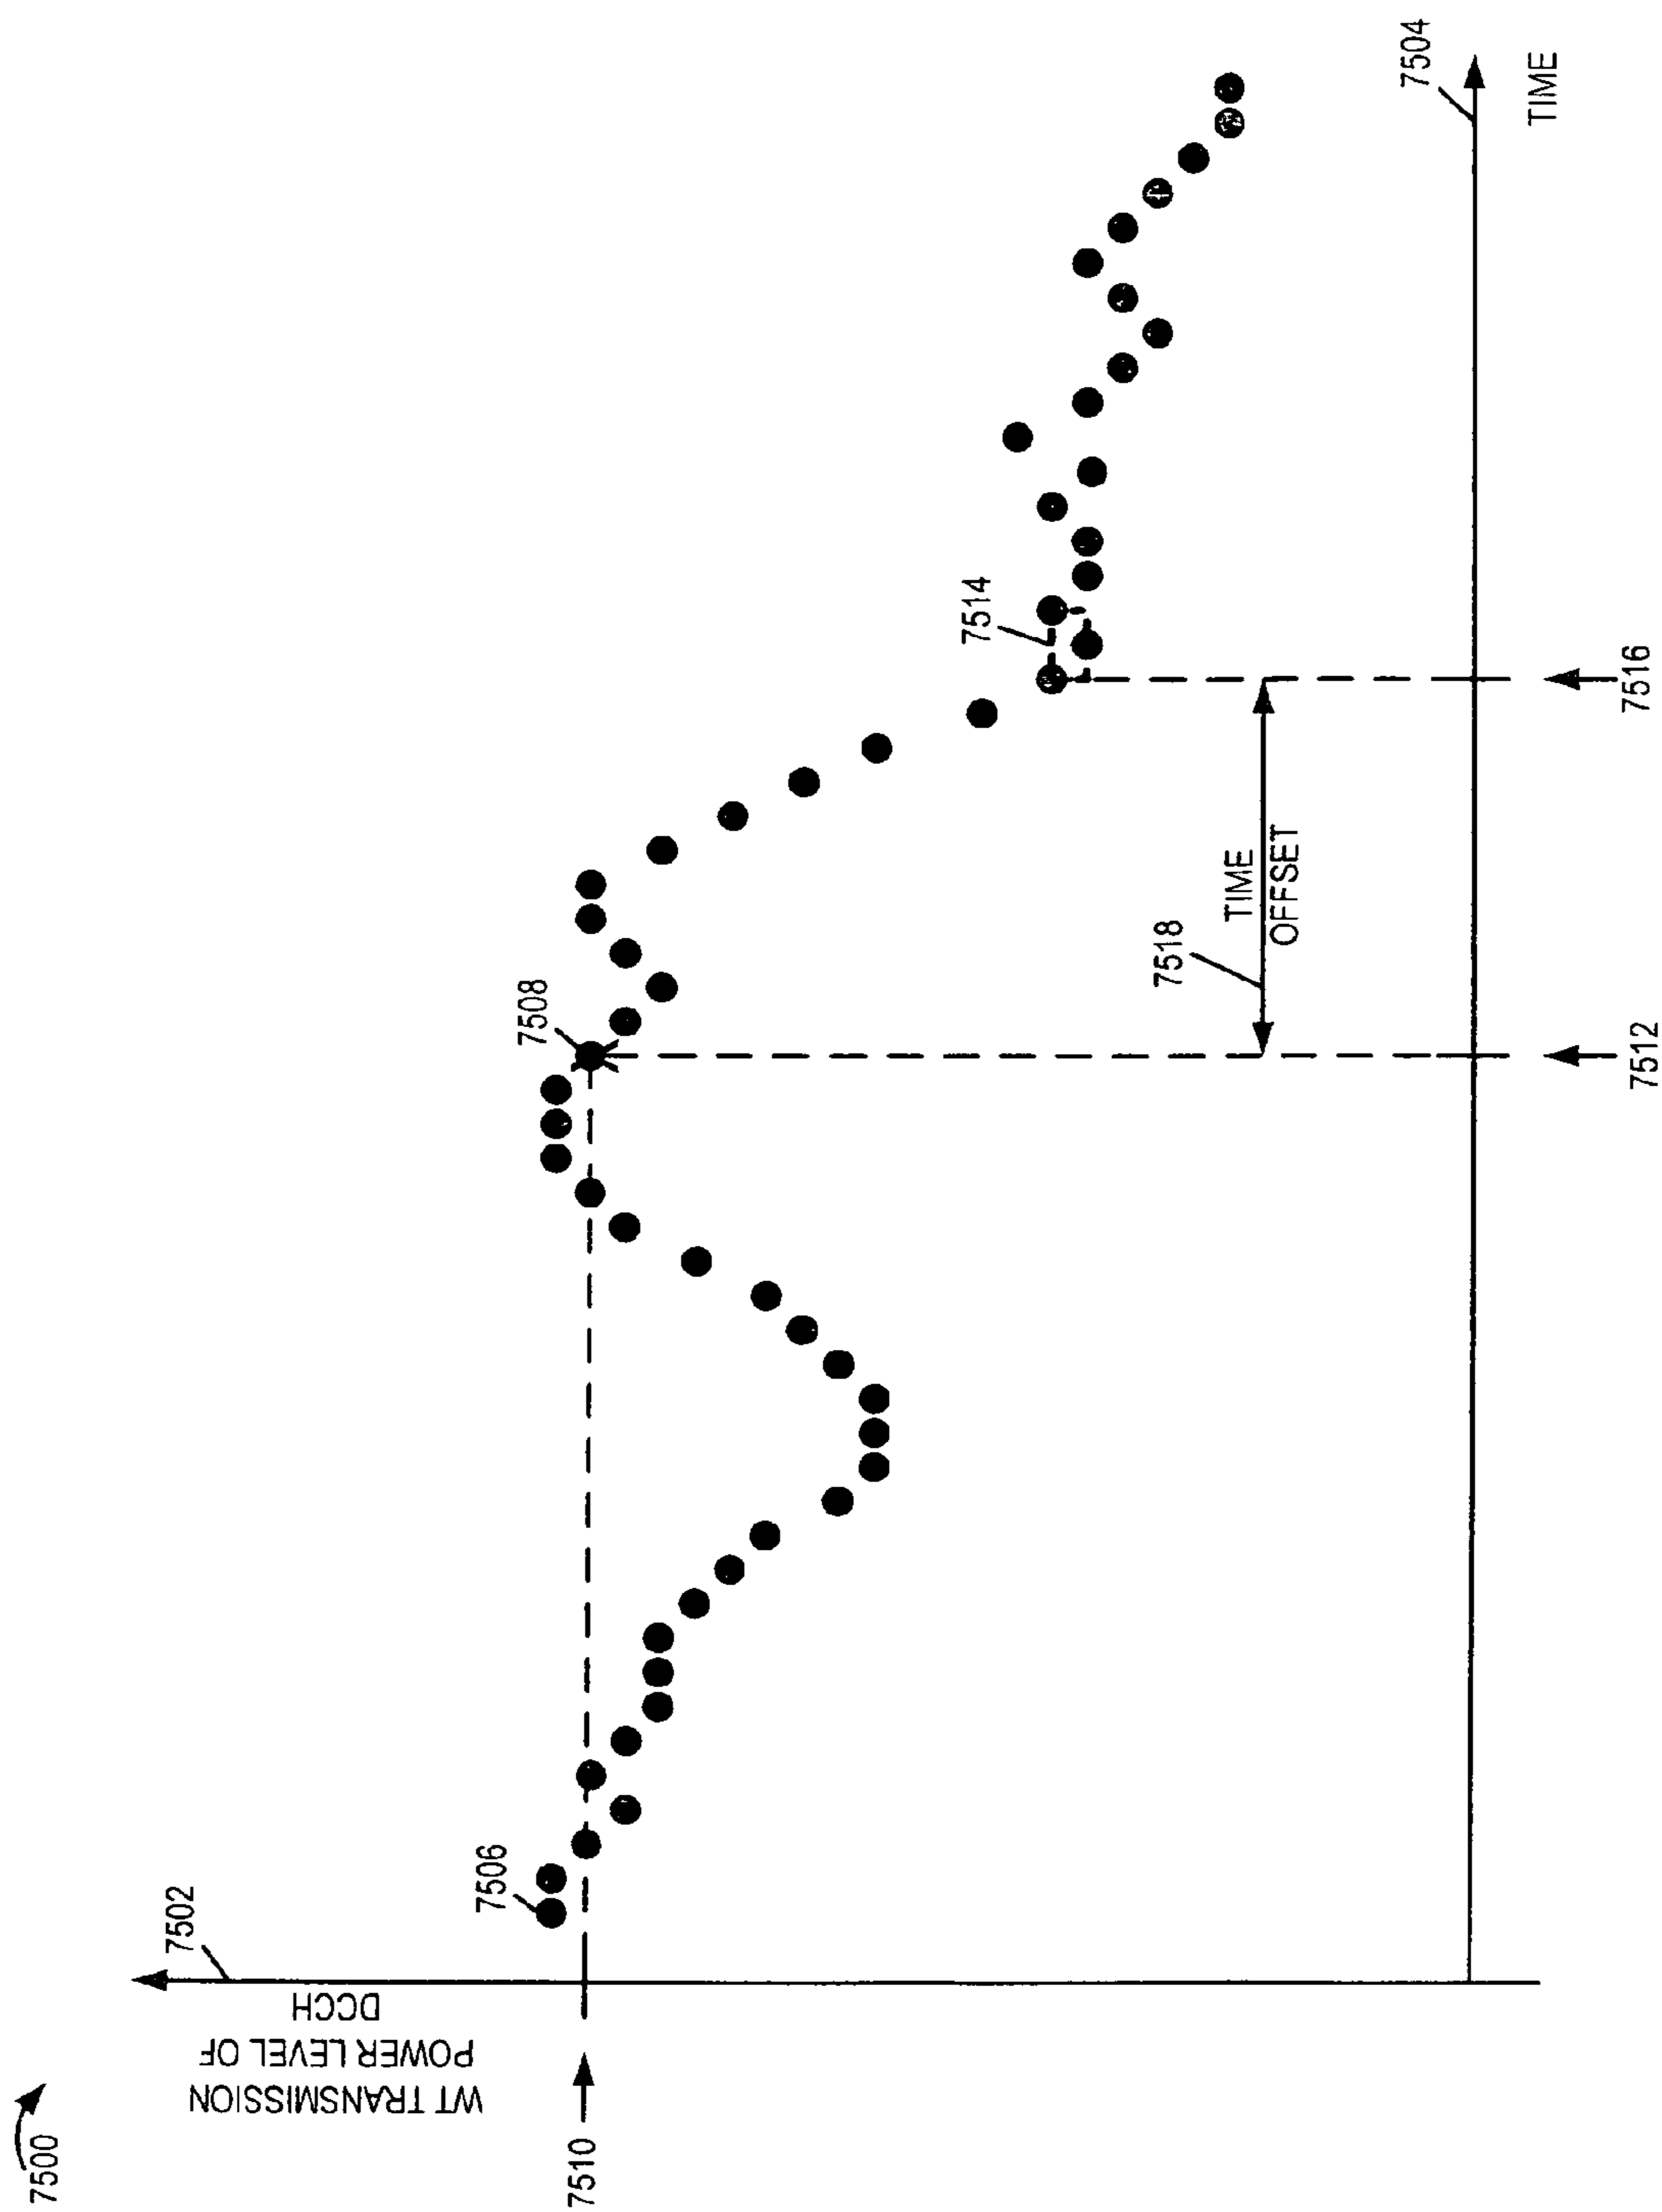 7500
WT TRANSMISSION
POWER LEVEL OF
DCCH
7502
7504
TIME
7506
7508
7510
7512
7514
7516
7518
TIME
OFFSET